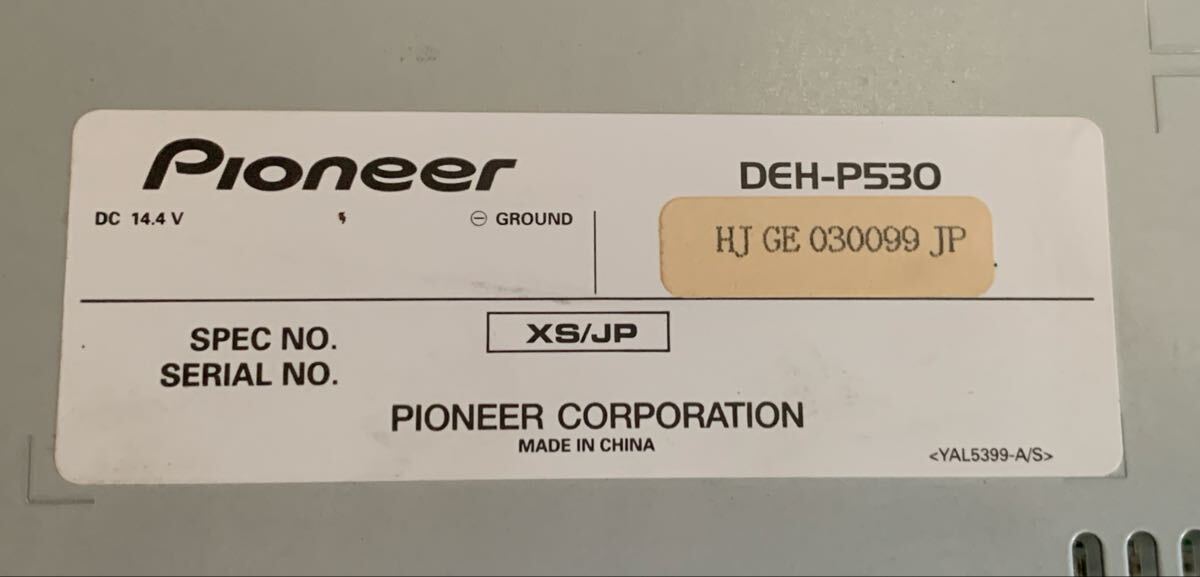 Pioneer
DEH-P530
DC 14.4 V
⊖ GROUND
HJ GE 030099 JP
SPEC NO.
XS/JP
SERIAL NO.
PIONEER CORPORATION
MADE IN CHINA
<YAL5399-A/S>